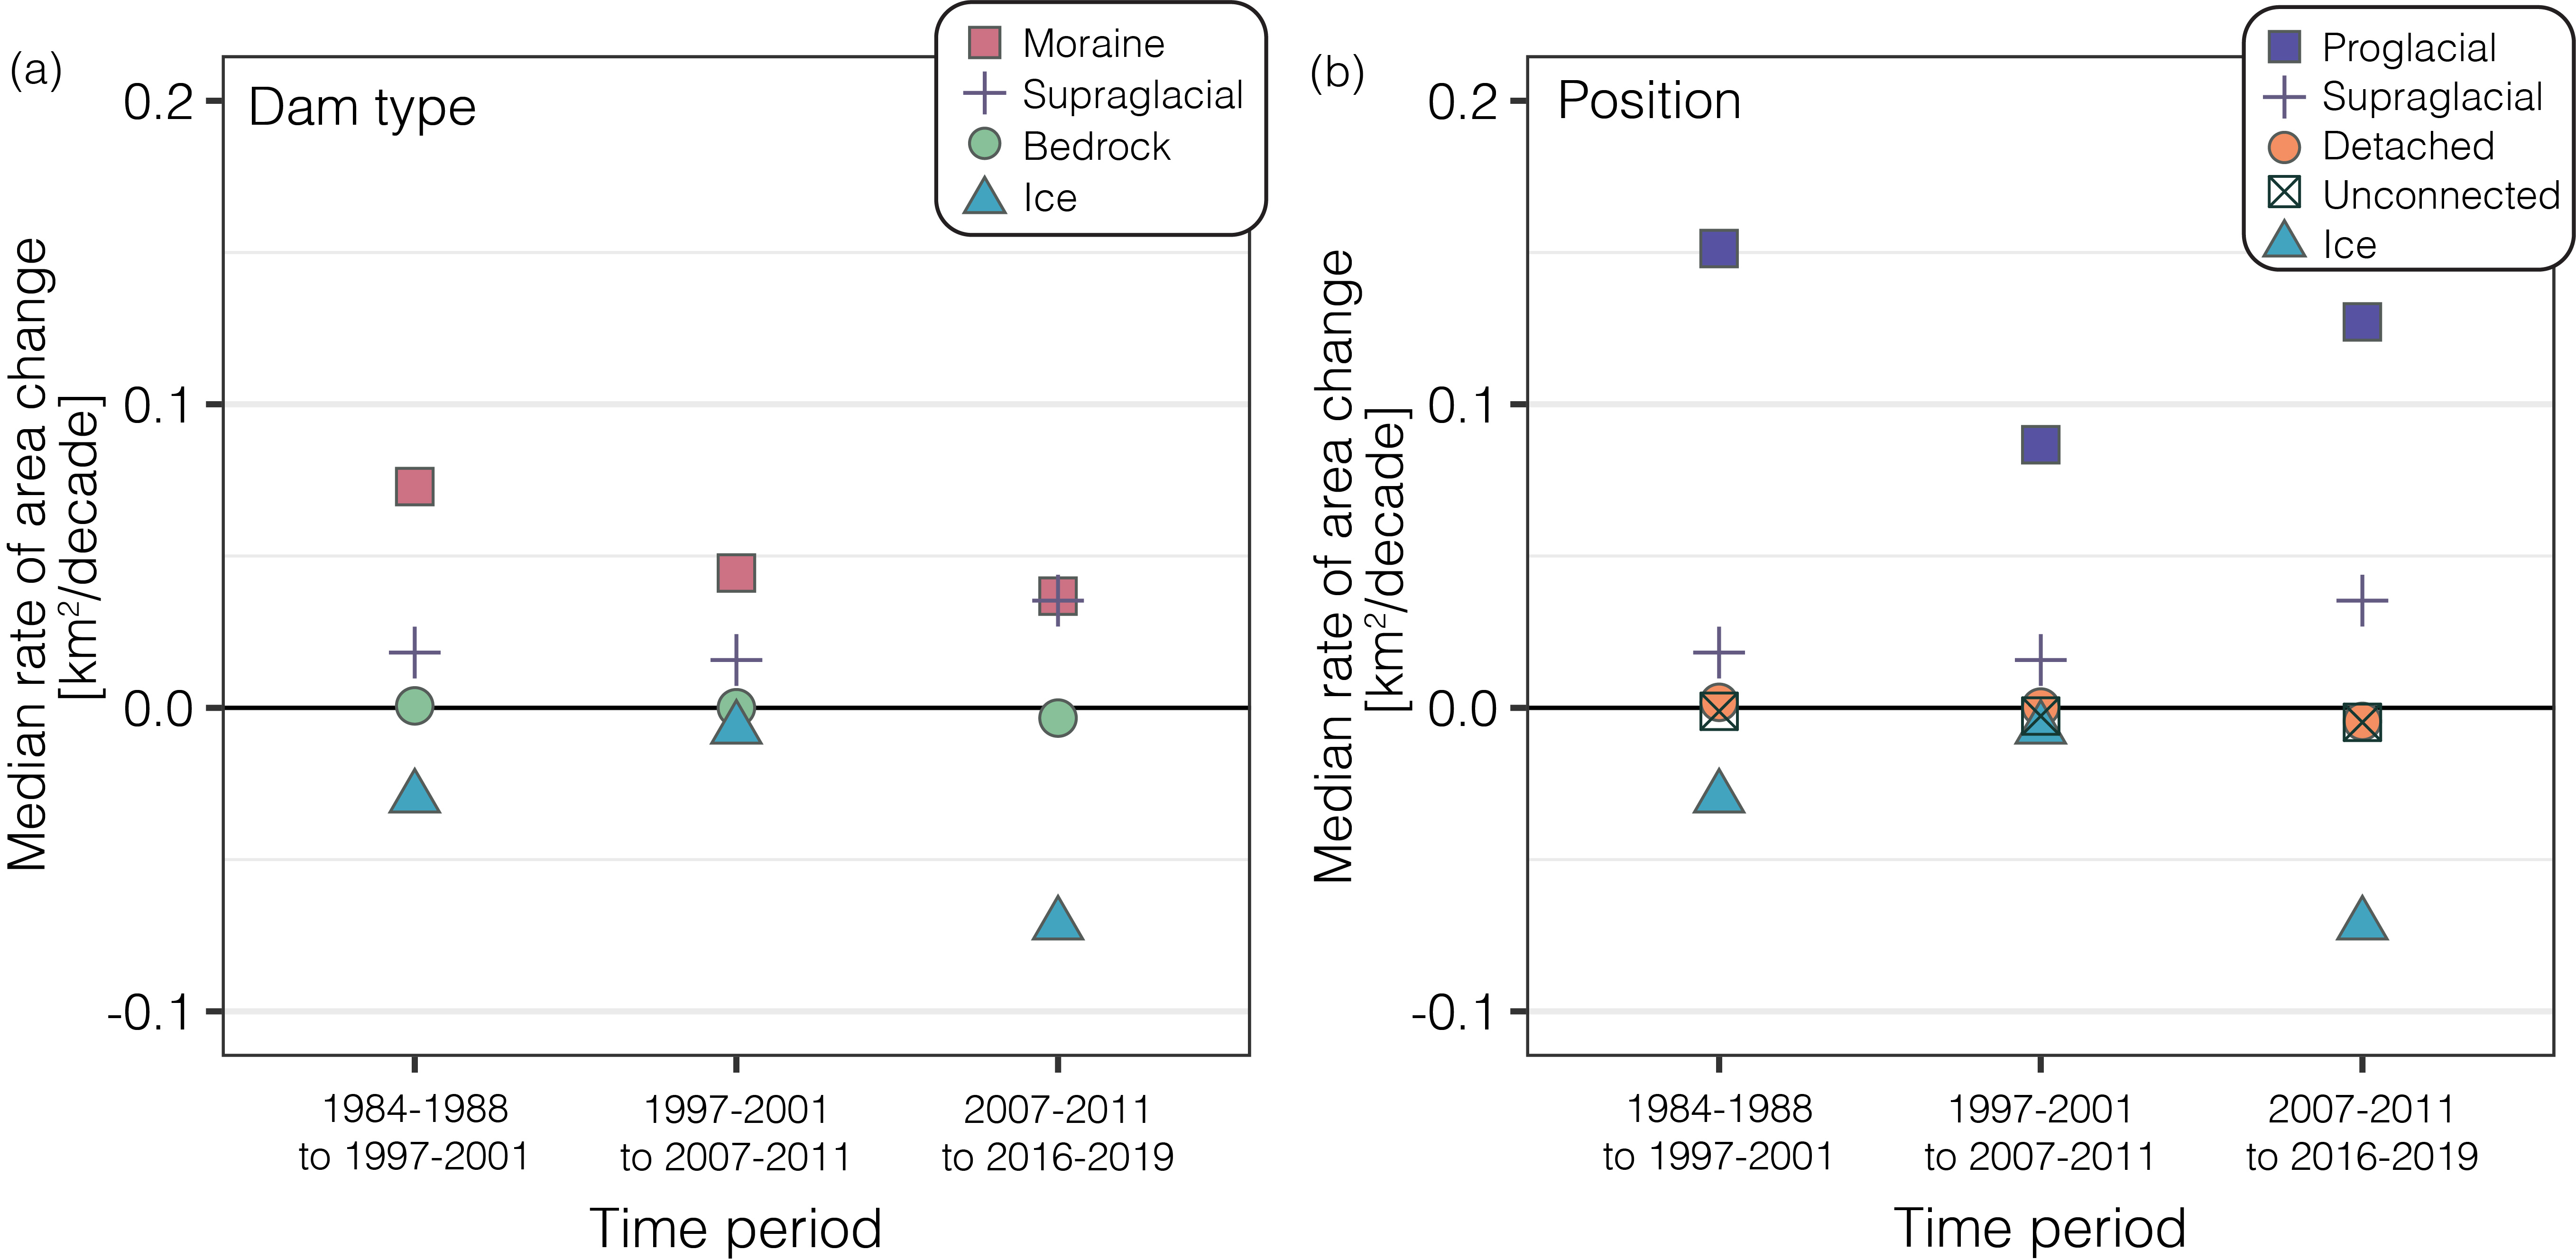 (a)
Dam type
Moraine
Supraglacial
Bedrock
Ice
0.2
0.1
0.0
-0.1
Median rate of area change
[km²/decade]
1984-1988
to 1997-2001
1997-2001
to 2007-2011
2007-2011
to 2016-2019
Time period
(b)
Position
Proglacial
Supraglacial
Detached
Unconnected
Ice
0.2
0.1
0.0
-0.1
Median rate of area change
[km²/decade]
1984-1988
to 1997-2001
1997-2001
to 2007-2011
2007-2011
to 2016-2019
Time period